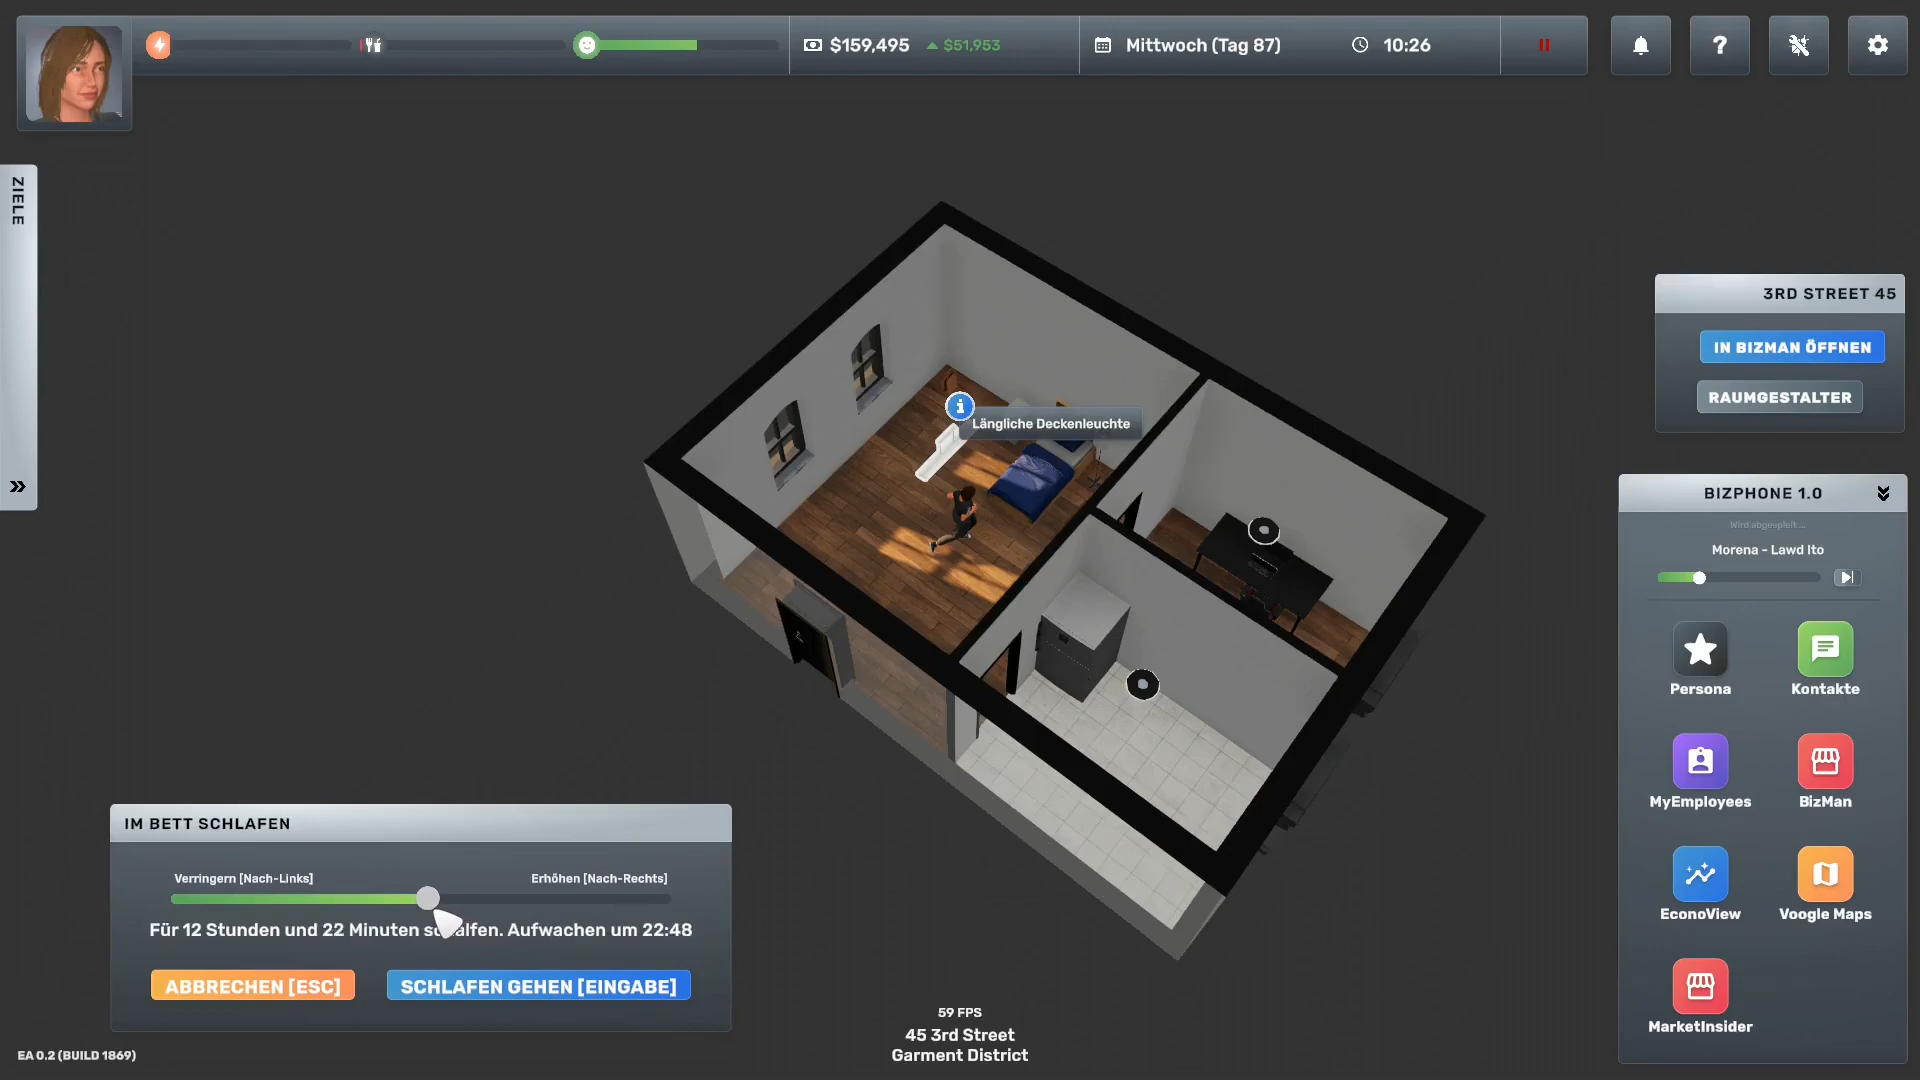 $159,495
$51,953
Mittwoch (Tag 87)
10:26
?
ZIELE
3RD STREET 45
IN BIZMAN ÖFFNEN
RAUMGESTALTER
i
Längliche Deckenleuchte
BIZPHONE 1.0
Wird abgespielt ...
Morena - Lawd Ito
Persona
Kontakte
MyEmployees
BizMan
EconoView
Voogle Maps
MarketInsider
IM BETT SCHLAFEN
Verringern [Nach-Links]
Erhöhen [Nach-Rechts]
Für 12 Stunden und 22 Minuten schlafen. Aufwachen um 22:48
ABBRECHEN [ESC]
SCHLAFEN GEHEN [EINGABE]
59 FPS
45 3rd Street
Garment District
EA 0.2 (BUILD 1869)